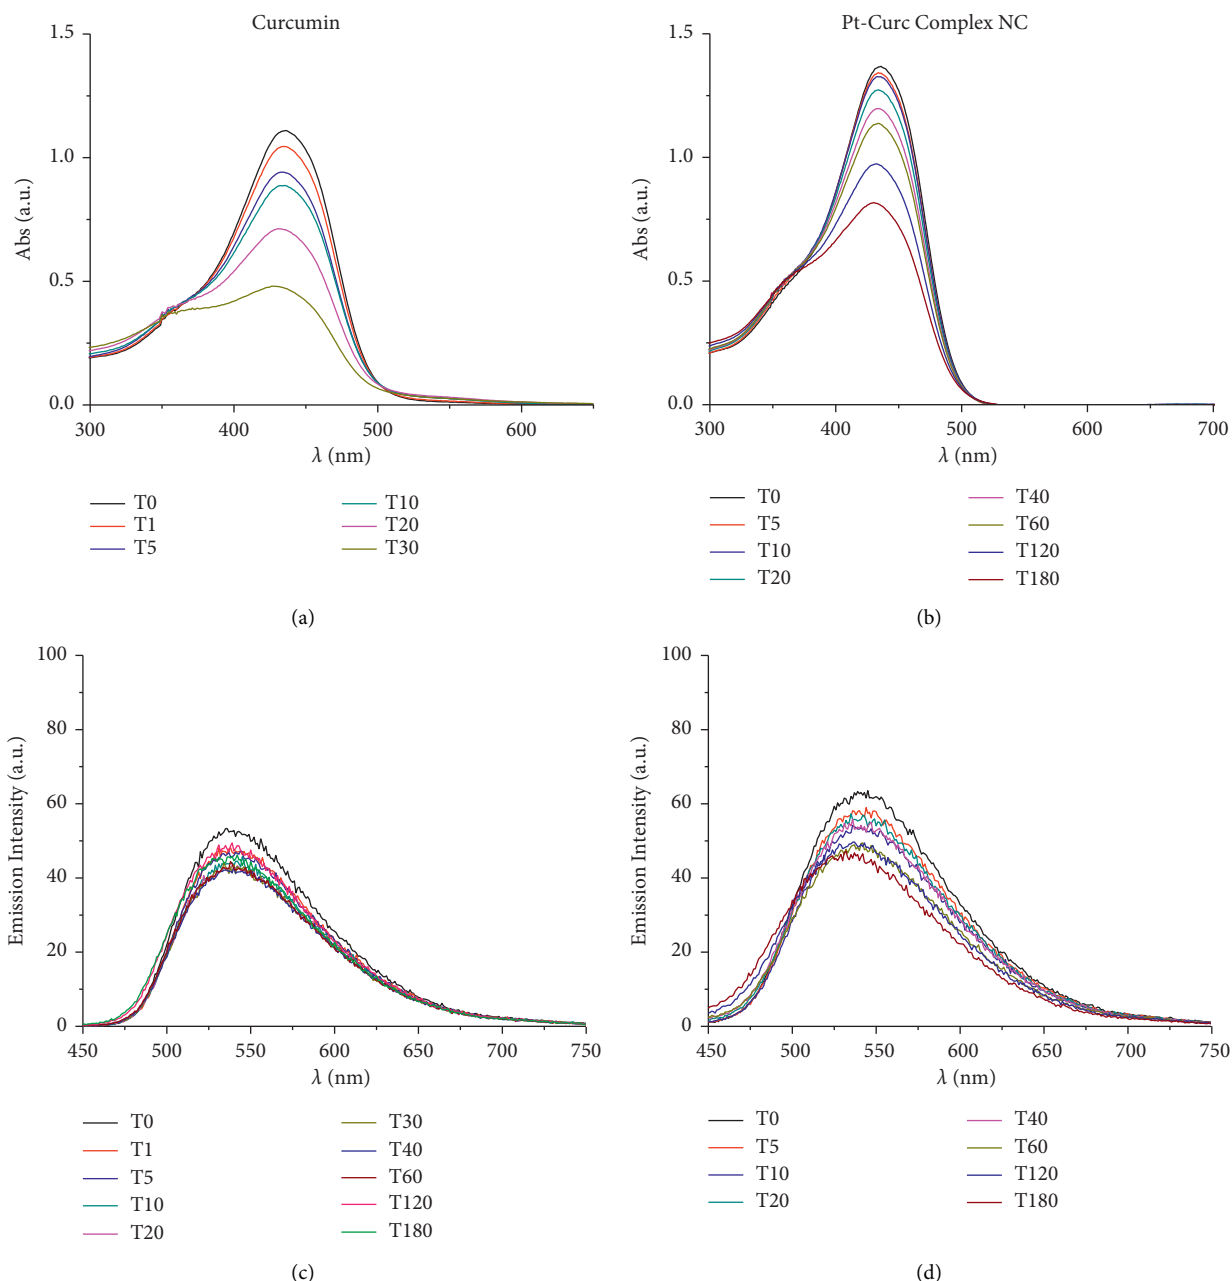 Curcumin
1.5
1.0
0.5
0.0
Abs (a.u.)
300 400 500 600
λ (nm)
T0 T10
T1 T20
T5 T30
(a)
Pt-Curc Complex NC
1.5
1.0
0.5
0.0
Abs (a.u.)
300 400 500 600 700
λ (nm)
T0 T40
T5 T60
T10 T120
T20 T180
(b)
100
80
60
40
20
0
Emission Intensity (a.u.)
450 500 550 600 650 700 750
λ (nm)
T0 T30
T1 T40
T5 T60
T10 T120
T20 T180
(c)
100
80
60
40
20
0
Emission Intensity (a.u.)
450 500 550 600 650 700 750
λ (nm)
T0 T40
T5 T60
T10 T120
T20 T180
(d)